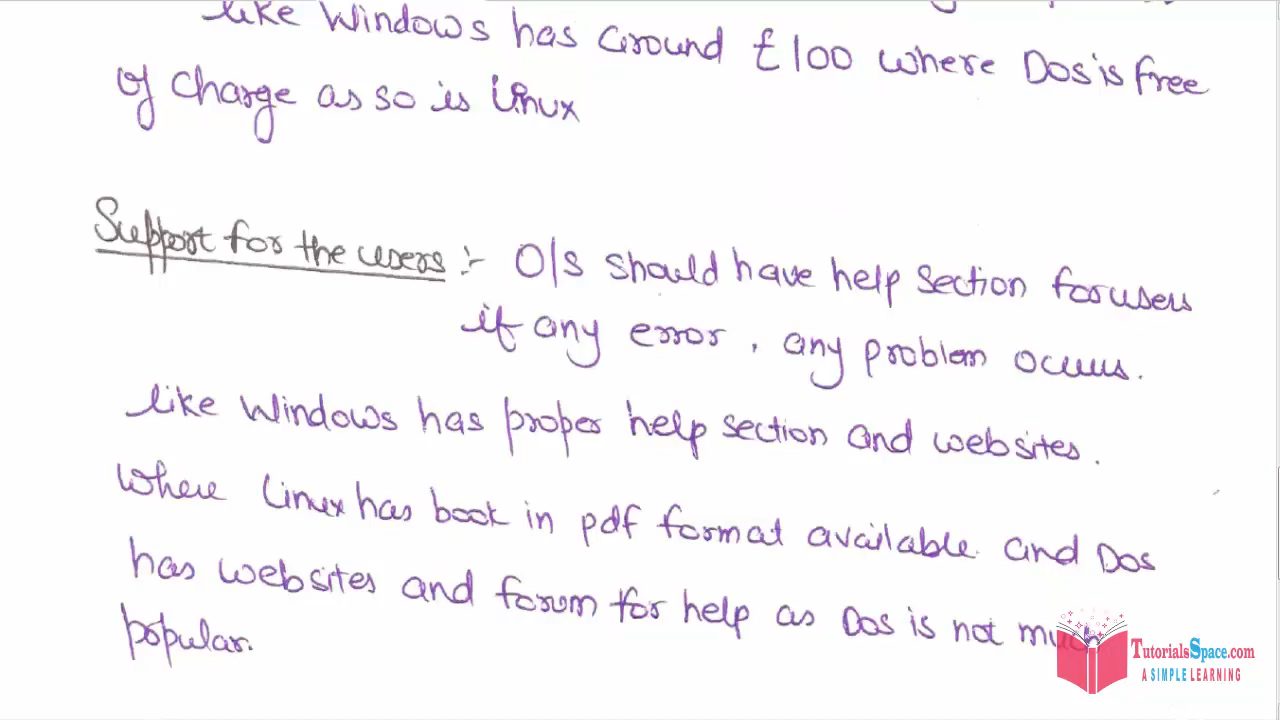 like Windows has around £100 where Dos is free
of charge as so is Linux
Support for the users :- O/S should have help section for users
if any error, any problem occurs.
like Windows has proper help section and websites.
Where Linux has book in pdf format available and Dos
has websites and forum for help as Dos is not much
popular.
TutorialsSpace.com
A SIMPLE LEARNING